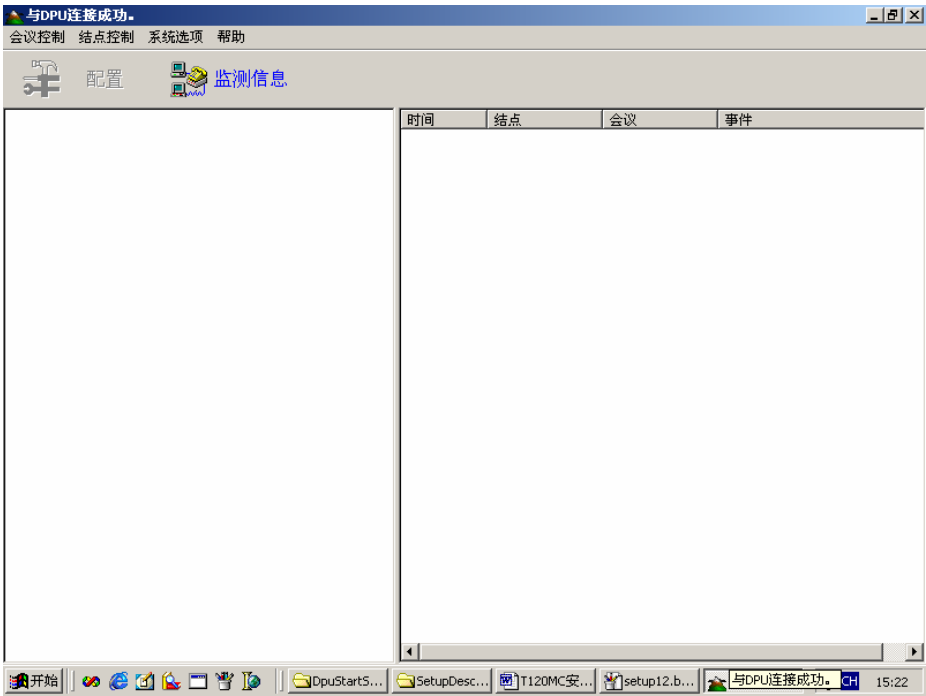 与DPU连接成功。
会议控制 结点控制 系统选项 帮助
配置 监测信息
时间 结点 会议 事件
开始 DpuStartS... SetupDesc... T120MC安... setup12.b... 与DPU连接成功。 CH 15:22